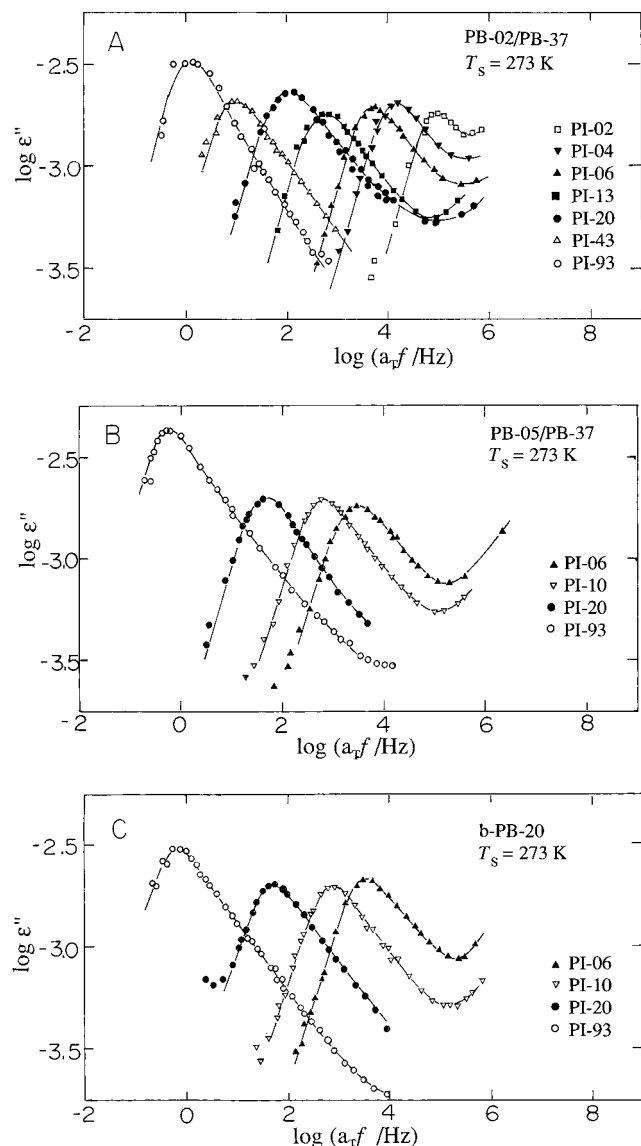 A
PB-02/PB-37
Tₛ = 273 K
-2.5
-3.0
-3.5
log ε"
PI-02
PI-04
PI-06
PI-13
PI-20
PI-43
PI-93
-2 0 2 4 6 8
log (a_T f /Hz)
B
PB-05/PB-37
Tₛ = 273 K
-2.5
-3.0
-3.5
log ε"
PI-06
PI-10
PI-20
PI-93
-2 0 2 4 6 8
log (a_T f /Hz)
C
b-PB-20
Tₛ = 273 K
-2.5
-3.0
-3.5
log ε"
PI-06
PI-10
PI-20
PI-93
-2 0 2 4 6 8
log (a_T f /Hz)